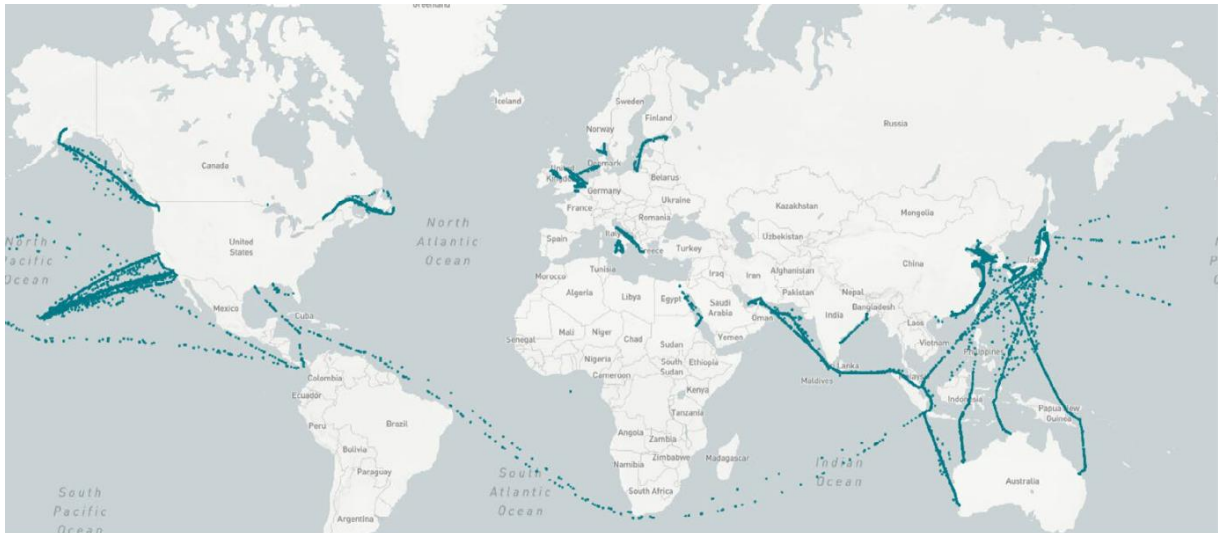 Greenland
Iceland
Sweden
Finland
Norway
Russia
Canada
Denmark
United
Kingdom
Belarus
Germany
Ukraine
Kazakhstan
Mongolia
France
Romania
North
Atlantic
Ocean
North
Pacific
Ocean
United
States
Italy
Spain
Greece
Turkey
Uzbekistan
China
Japan
Tunisia
Morocco
Iraq
Iran
Afghanistan
Algeria
Libya
Egypt
Pakistan
Nepal
Saudi
Arabia
Bangladesh
Mexico
Cuba
Oman
India
Laos
Mali
Niger
Chad
Sudan
Yemen
Vietnam
Philippines
Senegal
Nigeria
South
Sudan
Ethiopia
Cameroon
Lanka
Maldives
Malaysia
Colombia
Ecuador
Kenya
Indonesia
Papua New
Guinea
Tanzania
Peru
Brazil
Angola
Zambia
Bolivia
Zimbabwe
Madagascar
Namibia
Indian
Ocean
Paraguay
South
Atlantic
Ocean
Australia
South Africa
South
Pacific
Ocean
Argentina